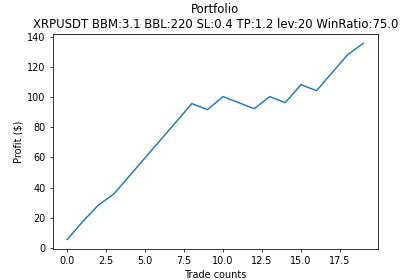 Portfolio
XRPUSDT BBM:3.1 BBL:220 SL:0.4 TP:1.2 lev:20 WinRatio:75.0
140
120
100
80
60
40
20
0
Profit ($)
0.0 2.5 5.0 7.5 10.0 12.5 15.0 17.5
Trade counts